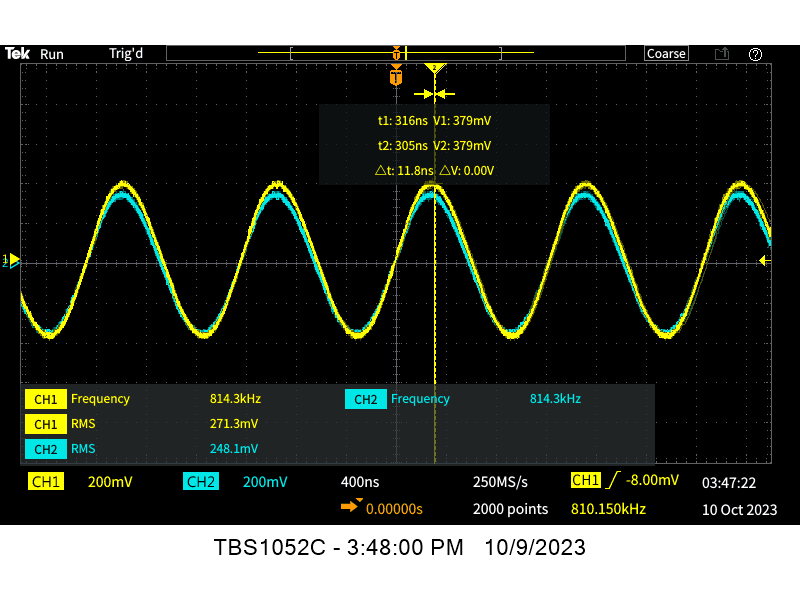 Tek Run Trig'd Coarse
T
t1: 316ns V1: 379mV
t2: 305ns V2: 379mV
△t: 11.8ns △V: 0.00V
1
2
CH1 Frequency 814.3kHz CH2 Frequency 814.3kHz
CH1 RMS 271.3mV
CH2 RMS 248.1mV
CH1 200mV CH2 200mV 400ns 250MS/s CH1 -8.00mV 03:47:22
0.00000s 2000 points 810.150kHz 10 Oct 2023
TBS1052C - 3:48:00 PM 10/9/2023